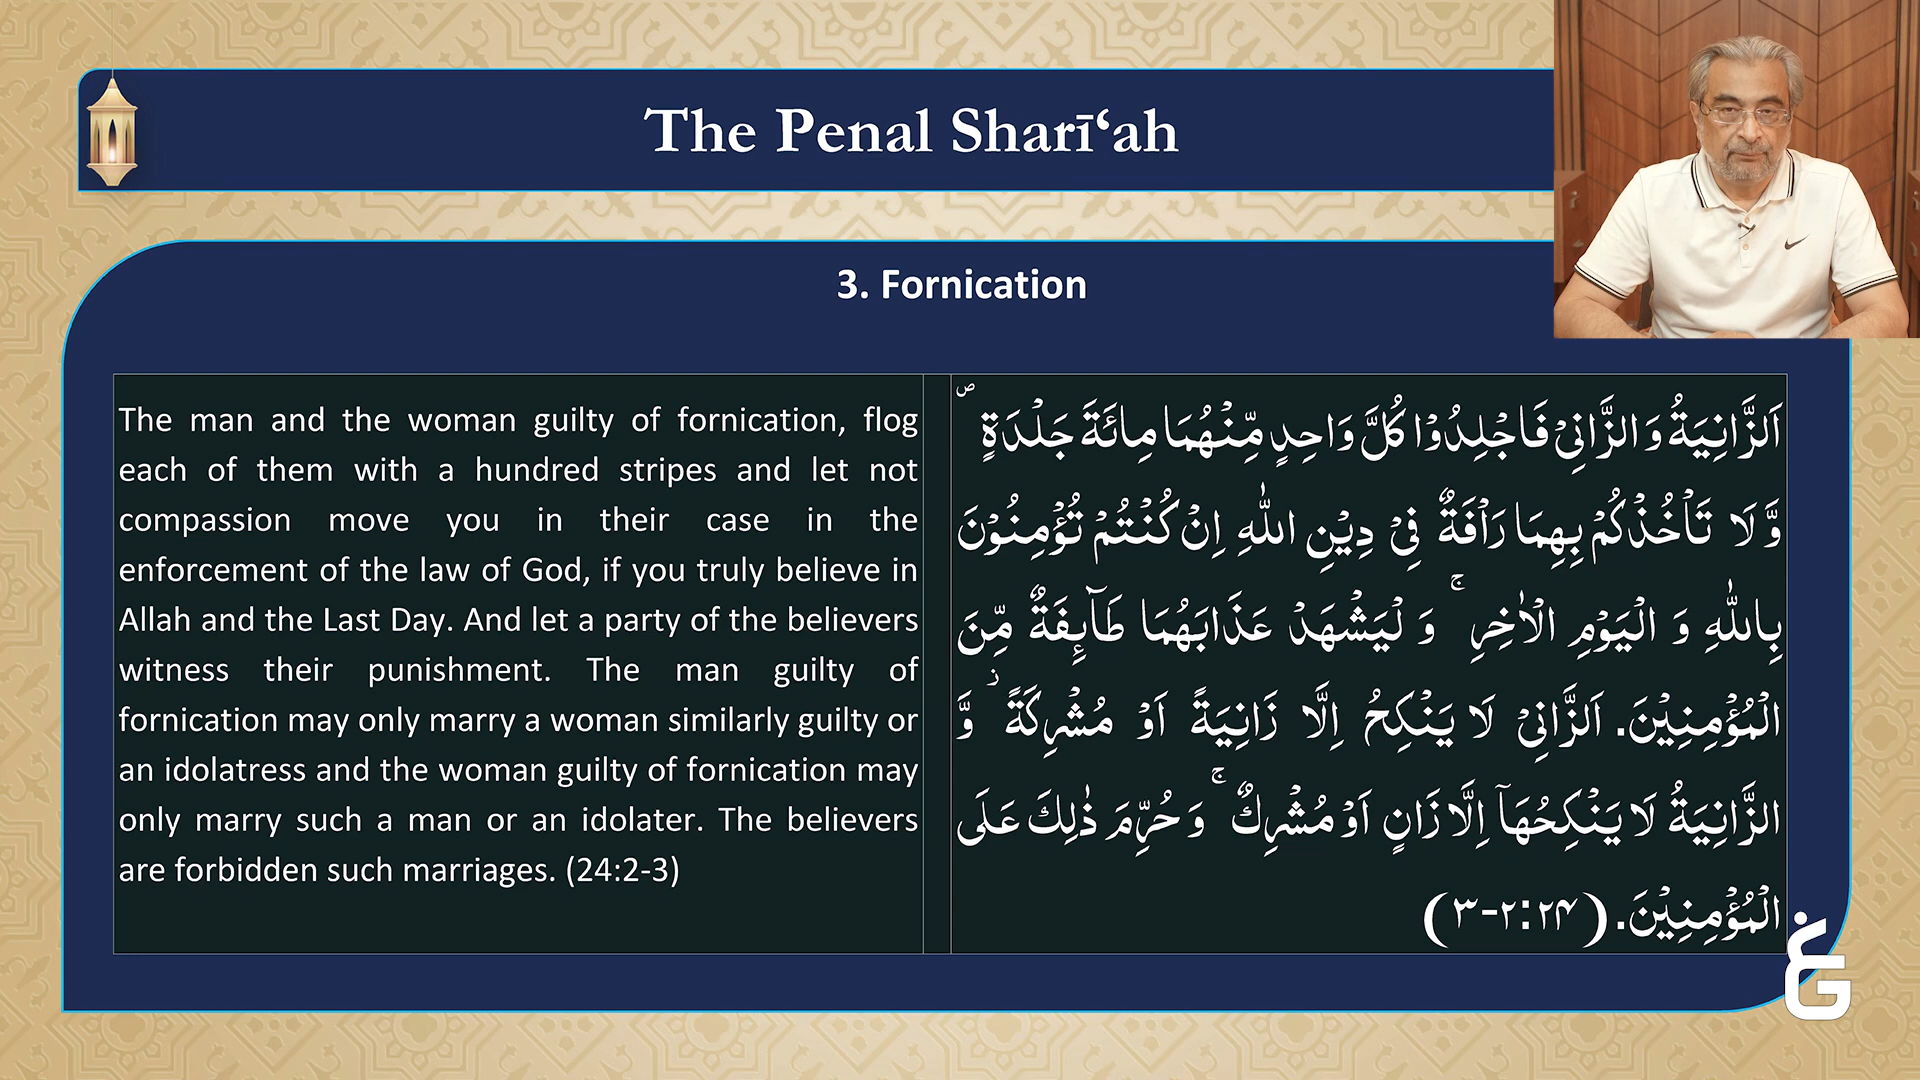 The Penal Sharī‘ah
3. Fornication
The man and the woman guilty of fornication, flog
each of them with a hundred stripes and let not
compassion move you in their case in the
enforcement of the law of God, if you truly believe in
Allah and the Last Day. And let a party of the believers
witness their punishment. The man guilty of
fornication may only marry a woman similarly guilty or
an idolatress and the woman guilty of fornication may
only marry such a man or an idolater. The believers
are forbidden such marriages. (24:2-3)
اَلزَّانِيَةُ وَ الزَّانِيْ فَاجْلِدُوْا كُلَّ وَاحِدٍ مِّنْهُمَا مِائَةَ جَلْدَةٍ ۪
وَّ لَا تَاْخُذْكُمْ بِهِمَا رَاْفَةٌ فِيْ دِيْنِ اللّٰهِ اِنْ كُنْتُمْ تُؤْمِنُوْنَ
بِاللّٰهِ وَ الْيَوْمِ الْاٰخِرِ ۚ وَ لْيَشْهَدْ عَذَابَهُمَا طَآىِٕفَةٌ مِّنَ
الْمُؤْمِنِيْنَ. اَلزَّانِيْ لَا يَنْكِحُ اِلَّا زَانِيَةً اَوْ مُشْرِكَةً ؗ وَّ
الزَّانِيَةُ لَا يَنْكِحُهَاۤ اِلَّا زَانٍ اَوْ مُشْرِكٌ ۚ وَ حُرِّمَ ذٰلِكَ عَلَى
الْمُؤْمِنِيْنَ. (۲۴:۲-۳)
غ
G